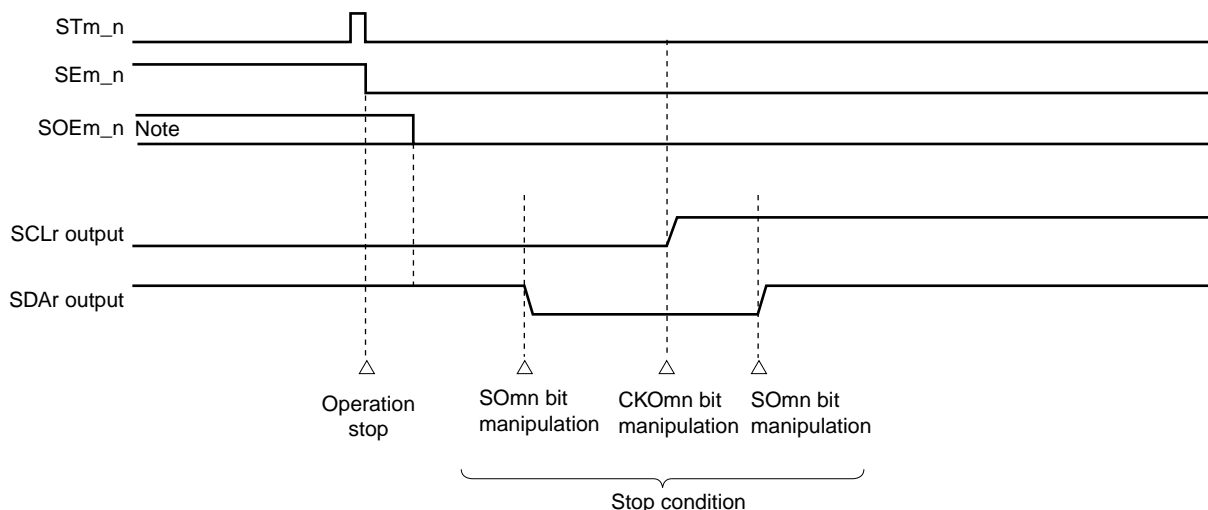 STm_n
SEm_n
SOEm_n Note
SCLr output
SDAr output
Operation
stop
SOmn bit
manipulation
CKOmn bit
manipulation
SOmn bit
manipulation
Stop condition